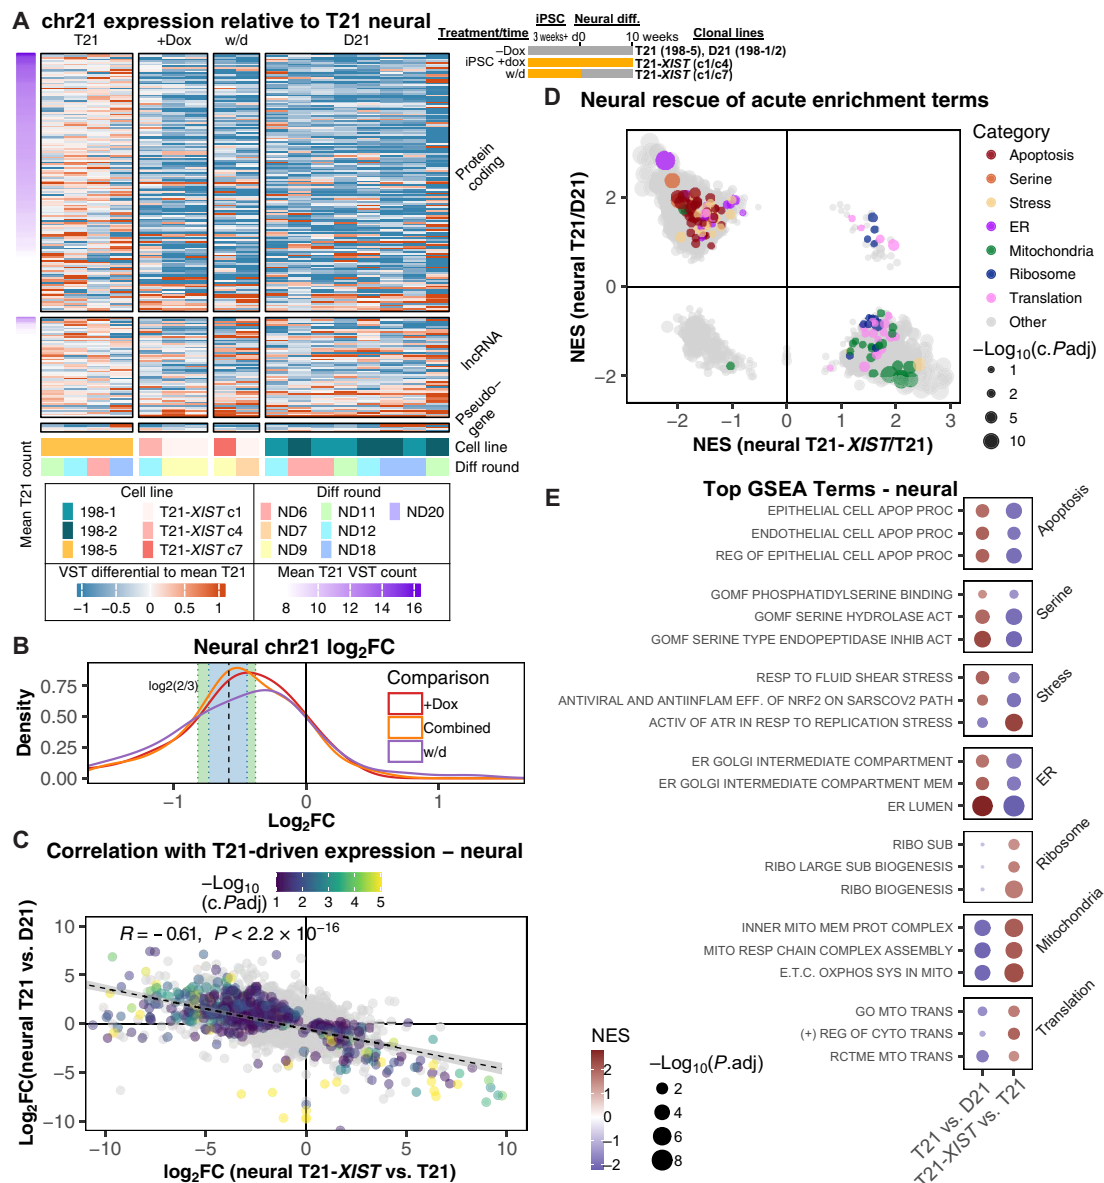 A chr21 expression relative to T21 neural
T21 +Dox w/d D21
Protein coding
lncRNA
Pseudo–gene
Cell line
Diff round
Mean T21 count
Cell line
198-1 T21-XIST c1
198-2 T21-XIST c4
198-5 T21-XIST c7
Diff round
ND6 ND11 ND20
ND7 ND12
ND9 ND18
VST differential to mean T21
−1 −0.5 0 0.5 1
Mean T21 VST count
8 10 12 14 16
iPSC Neural diff.
Treatment/time 3 weeks+ d0 10 weeks Clonal lines
–Dox T21 (198-5), D21 (198-1/2)
iPSC +dox T21-XIST (c1/c4)
w/d T21-XIST (c1/c7)
B Neural chr21 log2FC
Density
0.75
0.50
0.25
0.00
log2(2/3)
Comparison
+Dox
Combined
w/d
−1 0 1
Log2FC
C Correlation with T21-driven expression – neural
–Log10 (c.Padj)
1 2 3 4 5
R = – 0.61, P < 2.2 × 10−16
Log2FC(neural T21 vs. D21)
10
5
0
−5
−10
−10 −5 0 5 10
log2FC (neural T21-XIST vs. T21)
D Neural rescue of acute enrichment terms
NES (neural T21/D21)
2
0
−2
−2 −1 0 1 2 3
NES (neural T21-XIST/T21)
Category
Apoptosis
Serine
Stress
ER
Mitochondria
Ribosome
Translation
Other
–Log10(c.Padj)
1
2
5
10
E Top GSEA Terms - neural
EPITHELIAL CELL APOP PROC
ENDOTHELIAL CELL APOP PROC
REG OF EPITHELIAL CELL APOP PROC
Apoptosis
GOMF PHOSPHATIDYLSERINE BINDING
GOMF SERINE HYDROLASE ACT
GOMF SERINE TYPE ENDOPEPTIDASE INHIB ACT
Serine
RESP TO FLUID SHEAR STRESS
ANTIVIRAL AND ANTIINFLAM EFF. OF NRF2 ON SARSCOV2 PATH
ACTIV OF ATR IN RESP TO REPLICATION STRESS
Stress
ER GOLGI INTERMEDIATE COMPARTMENT
ER GOLGI INTERMEDIATE COMPARTMENT MEM
ER LUMEN
ER
RIBO SUB
RIBO LARGE SUB BIOGENESIS
RIBO BIOGENESIS
Ribosome
INNER MITO MEM PROT COMPLEX
MITO RESP CHAIN COMPLEX ASSEMBLY
E.T.C. OXPHOS SYS IN MITO
Mitochondria
GO MTO TRANS
(+) REG OF CYTO TRANS
RCTME MTO TRANS
Translation
T21 vs. D21
T21-XIST vs. T21
NES
2
1
0
−1
−2
–Log10(P.adj)
2
4
6
8